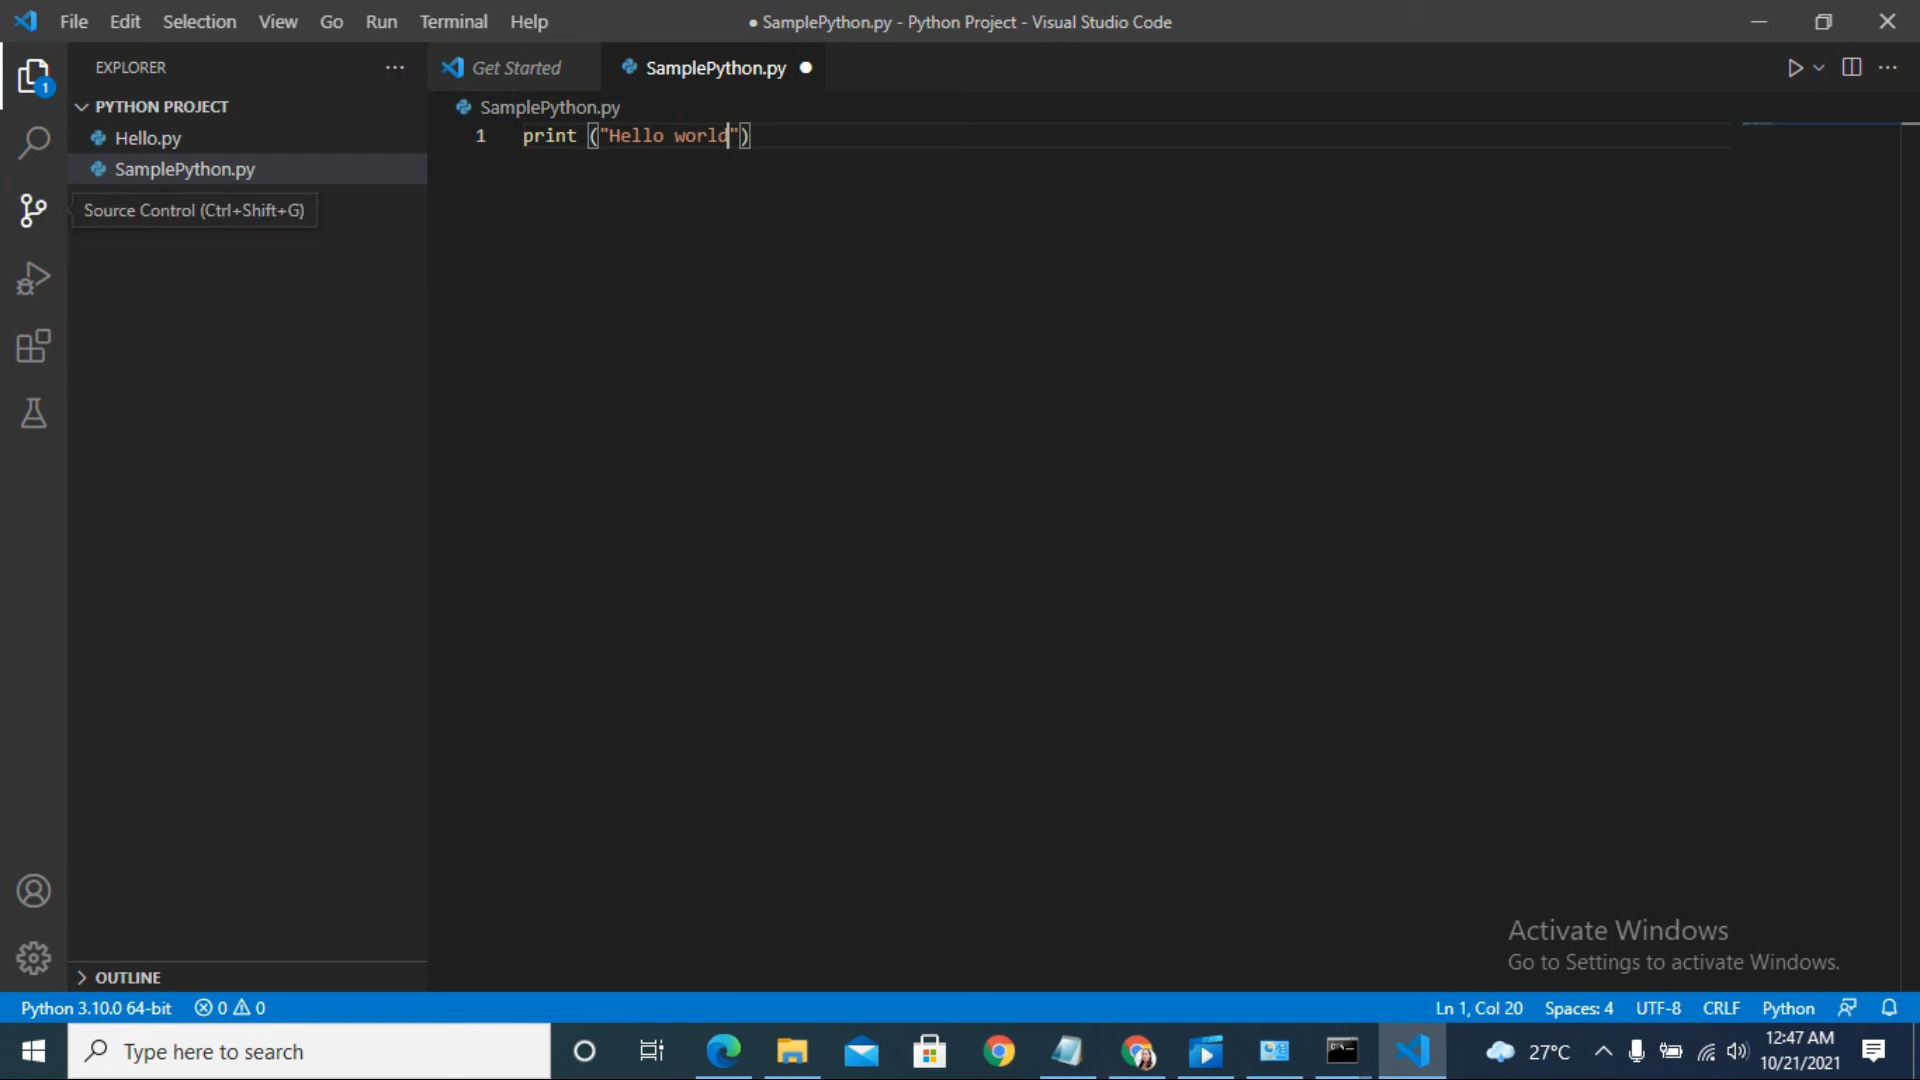 File Edit Selection View Go Run Terminal Help
● SamplePython.py - Python Project - Visual Studio Code
EXPLORER
Get Started
SamplePython.py
1
PYTHON PROJECT
SamplePython.py
Hello.py
1 print ("Hello world")
SamplePython.py
Source Control (Ctrl+Shift+G)
Activate Windows
Go to Settings to activate Windows.
OUTLINE
Python 3.10.0 64-bit 0 0
Ln 1, Col 20 Spaces: 4 UTF-8 CRLF Python
Type here to search
27°C
12:47 AM
10/21/2021